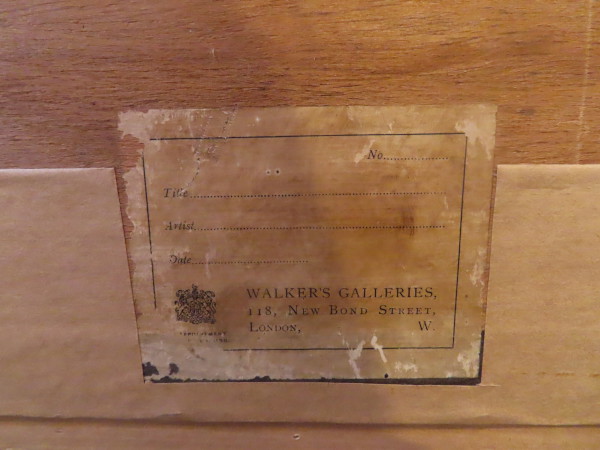 No..................
Title....................................................................
Artist..................................................................
Date...............................
WALKER'S GALLERIES,
118, NEW BOND STREET,
LONDON, W.